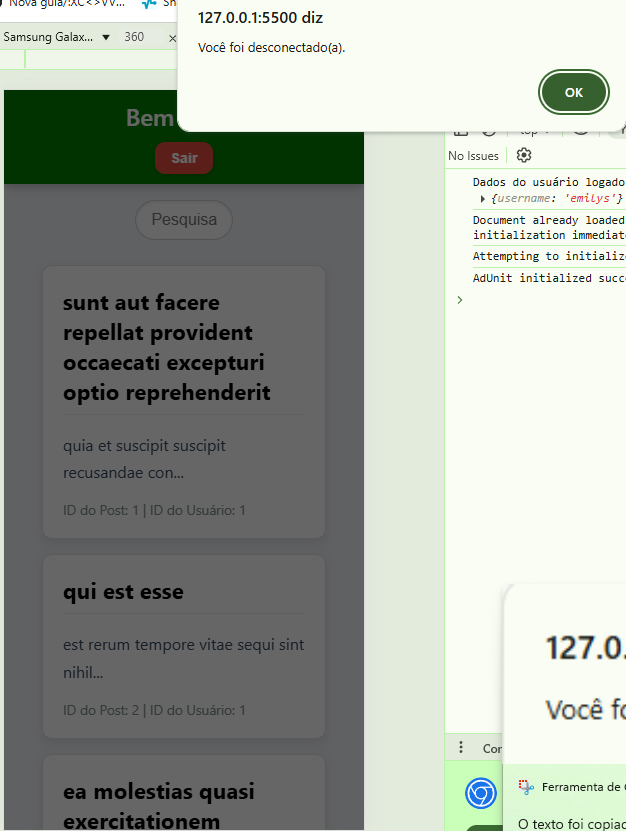 Nova guia/:XC<>VV...
Sh
Samsung Galax... 360
127.0.0.1:5500 diz
Você foi desconectado(a).
OK
Bem
Sair
Pesquisa
sunt aut facere
repellat provident
occaecati excepturi
optio reprehenderit
quia et suscipit suscipit
recusandae con...
ID do Post: 1 | ID do Usuário: 1
qui est esse
est rerum tempore vitae sequi sint
nihil...
ID do Post: 2 | ID do Usuário: 1
ea molestias quasi
exercitationem
top
No Issues
Dados do usuário logado
{username: 'emilys'}
Document already loaded
initialization immediat
Attempting to initializ
AdUnit initialized succ
127.0.
Você fo
Con
Ferramenta de
O texto foi copiad